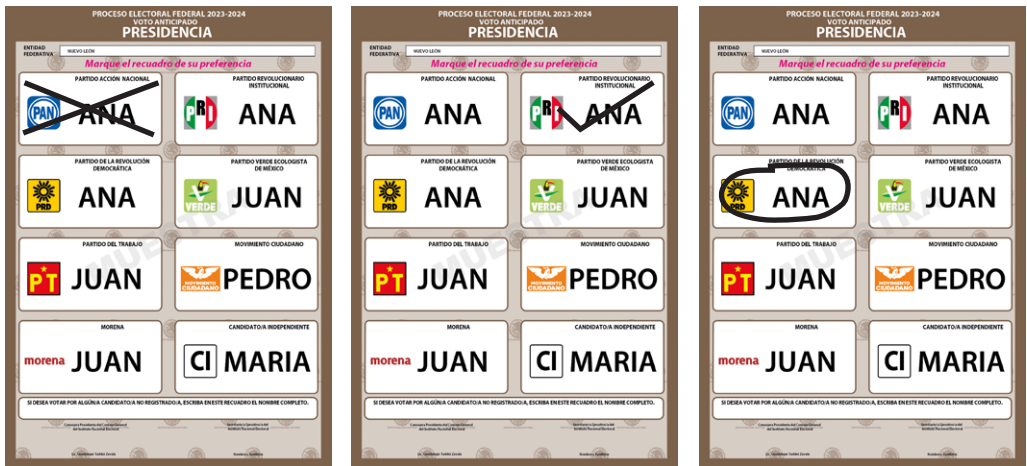 PROCESO ELECTORAL FEDERAL 2023-2024
VOTO ANTICIPADO
PRESIDENCIA
ENTIDAD
FEDERATIVA
NUEVO LEÓN
Marque el recuadro de su preferencia
PARTIDO ACCIÓN NACIONAL
PAN ANA
PARTIDO REVOLUCIONARIO
INSTITUCIONAL
PRI ANA
PARTIDO DE LA REVOLUCIÓN
DEMOCRÁTICA
PRD ANA
PARTIDO VERDE ECOLOGISTA
DE MÉXICO
VERDE JUAN
PARTIDO DEL TRABAJO
PT JUAN
MOVIMIENTO CIUDADANO
MOVIMIENTO
CIUDADANO
PEDRO
MORENA
morena JUAN
CANDIDATO/A INDEPENDIENTE
CI MARIA
SI DESEA VOTAR POR ALGÚN/A CANDIDATO/A NO REGISTRADO/A, ESCRIBA EN ESTE RECUADRO EL NOMBRE COMPLETO.
MUESTRA
PROCESO ELECTORAL FEDERAL 2023-2024
VOTO ANTICIPADO
PRESIDENCIA
ENTIDAD
FEDERATIVA
NUEVO LEÓN
Marque el recuadro de su preferencia
PARTIDO ACCIÓN NACIONAL
PAN ANA
PARTIDO REVOLUCIONARIO
INSTITUCIONAL
PRI ANA
PARTIDO DE LA REVOLUCIÓN
DEMOCRÁTICA
PRD ANA
PARTIDO VERDE ECOLOGISTA
DE MÉXICO
VERDE JUAN
PARTIDO DEL TRABAJO
PT JUAN
MOVIMIENTO CIUDADANO
MOVIMIENTO
CIUDADANO
PEDRO
MORENA
morena JUAN
CANDIDATO/A INDEPENDIENTE
CI MARIA
SI DESEA VOTAR POR ALGÚN/A CANDIDATO/A NO REGISTRADO/A, ESCRIBA EN ESTE RECUADRO EL NOMBRE COMPLETO.
MUESTRA
PROCESO ELECTORAL FEDERAL 2023-2024
VOTO ANTICIPADO
PRESIDENCIA
ENTIDAD
FEDERATIVA
NUEVO LEÓN
Marque el recuadro de su preferencia
PARTIDO ACCIÓN NACIONAL
PAN ANA
PARTIDO REVOLUCIONARIO
INSTITUCIONAL
PRI ANA
PARTIDO DE LA REVOLUCIÓN
DEMOCRÁTICA
PRD ANA
PARTIDO VERDE ECOLOGISTA
DE MÉXICO
VERDE JUAN
PARTIDO DEL TRABAJO
PT JUAN
MOVIMIENTO CIUDADANO
MOVIMIENTO
CIUDADANO
PEDRO
MORENA
morena JUAN
CANDIDATO/A INDEPENDIENTE
CI MARIA
SI DESEA VOTAR POR ALGÚN/A CANDIDATO/A NO REGISTRADO/A, ESCRIBA EN ESTE RECUADRO EL NOMBRE COMPLETO.
MUESTRA